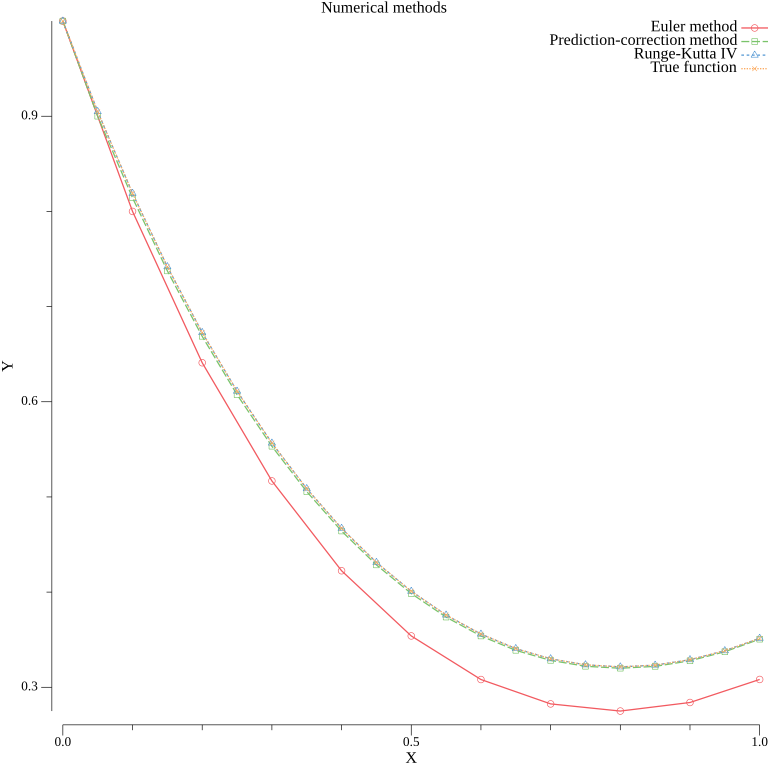 Numerical methods
Euler method
Prediction-correction method
Runge-Kutta IV
True function
0.9
Y
0.6
0.3
0.0 0.5 1.0
X